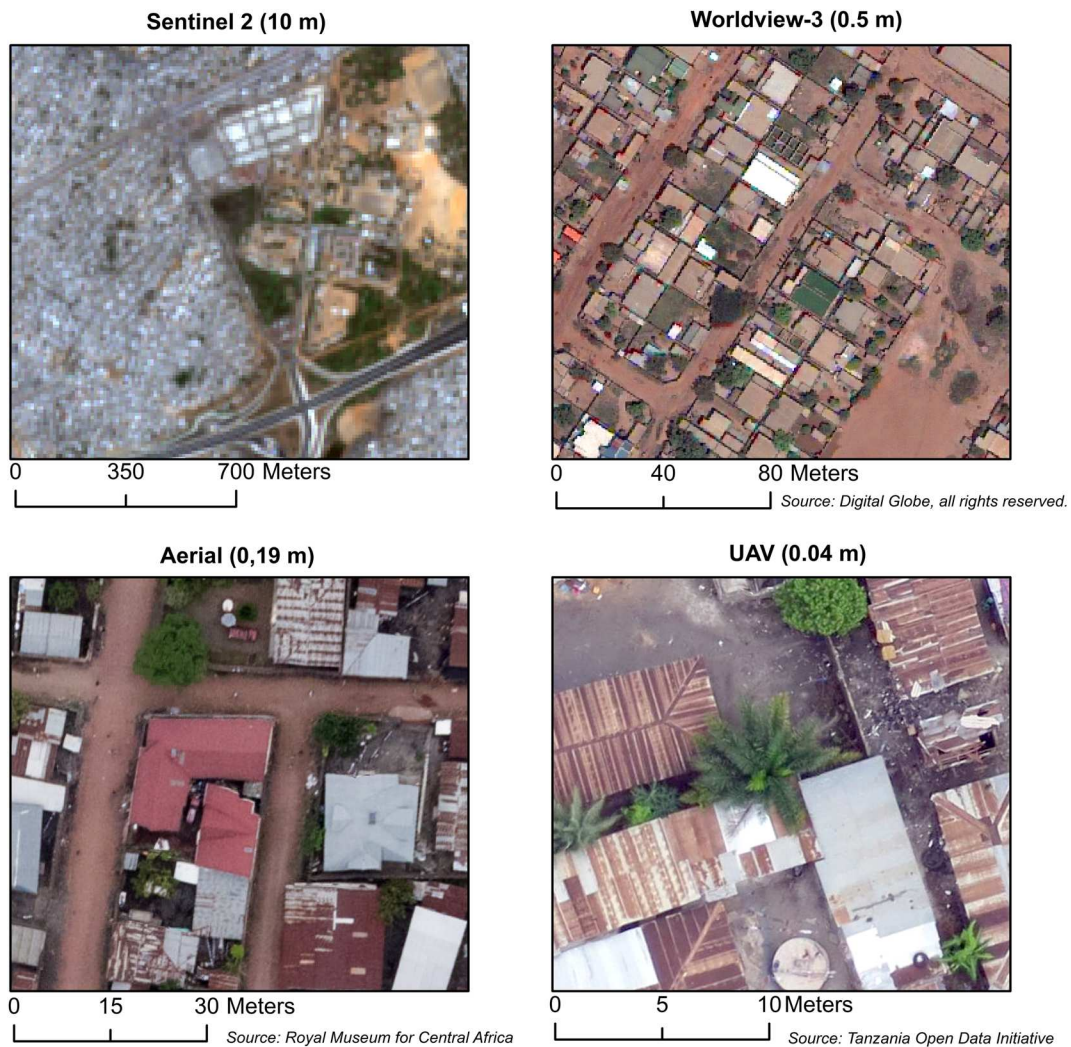 Sentinel 2 (10 m)
Worldview-3 (0.5 m)
0 350 700 Meters
0 40 80 Meters
Source: Digital Globe, all rights reserved.
Aerial (0,19 m)
UAV (0.04 m)
0 15 30 Meters
Source: Royal Museum for Central Africa
0 5 10 Meters
Source: Tanzania Open Data Initiative